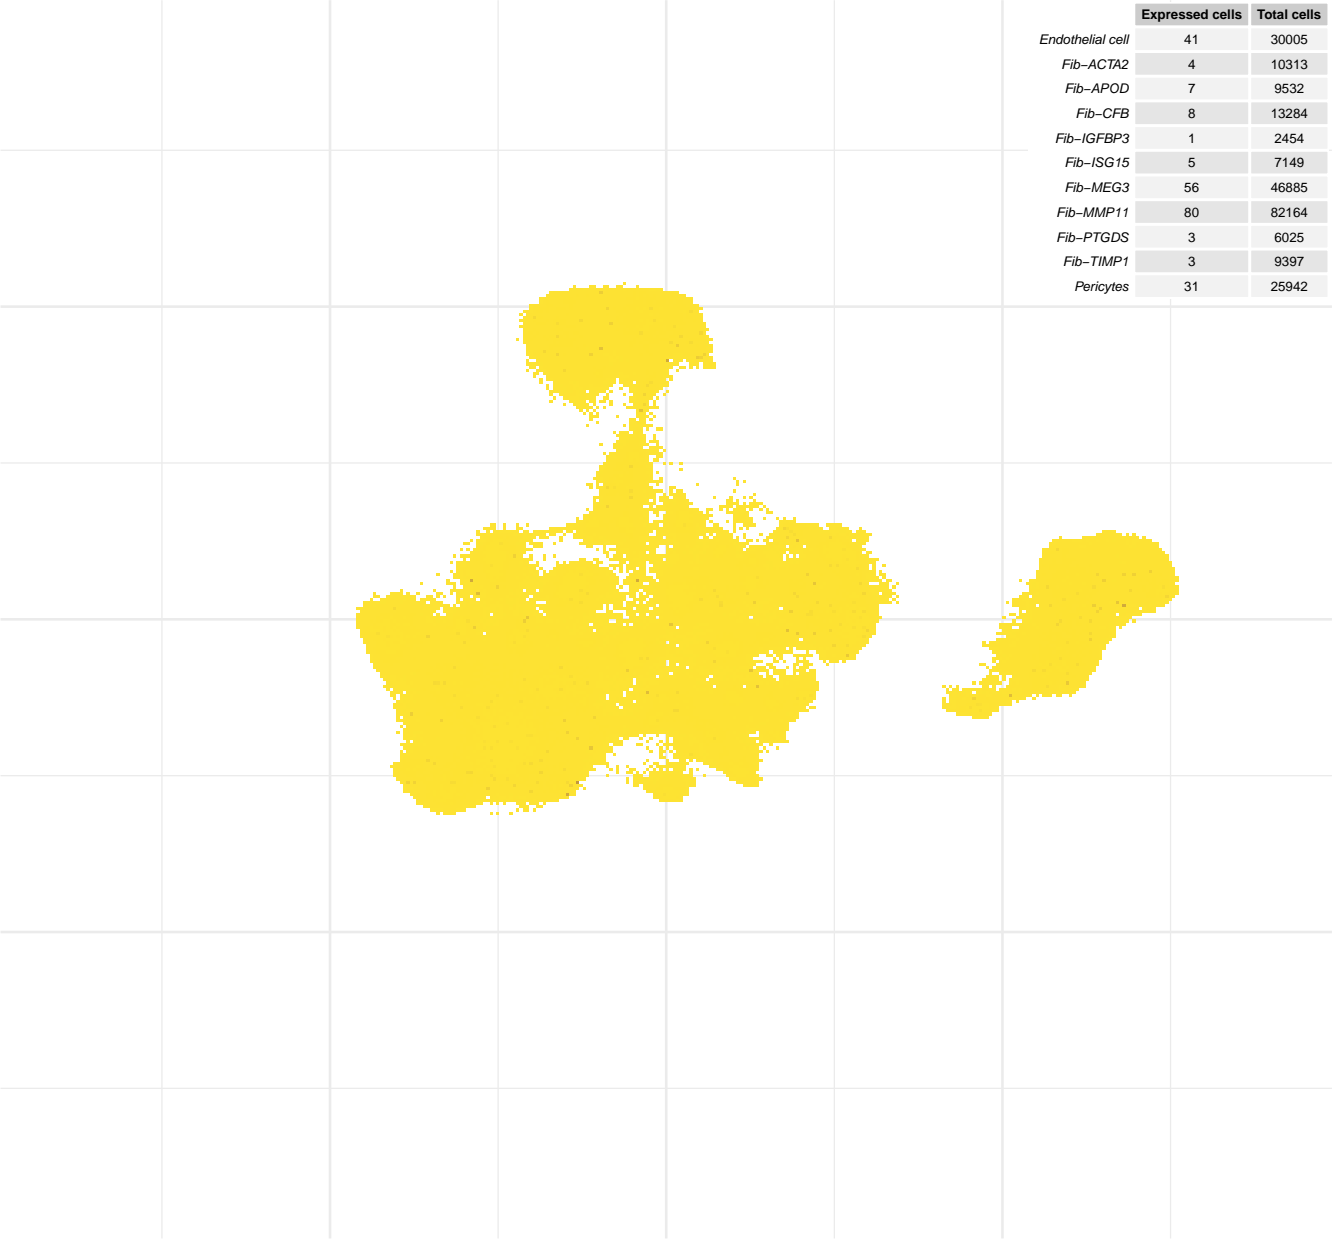 Expressed cells Total cells
Endothelial cell 41 30005
Fib−ACTA2 4 10313
Fib−APOD 7 9532
Fib−CFB 8 13284
Fib−IGFBP3 1 2454
Fib−ISG15 5 7149
Fib−MEG3 56 46885
Fib−MMP11 80 82164
Fib−PTGDS 3 6025
Fib−TIMP1 3 9397
Pericytes 31 25942